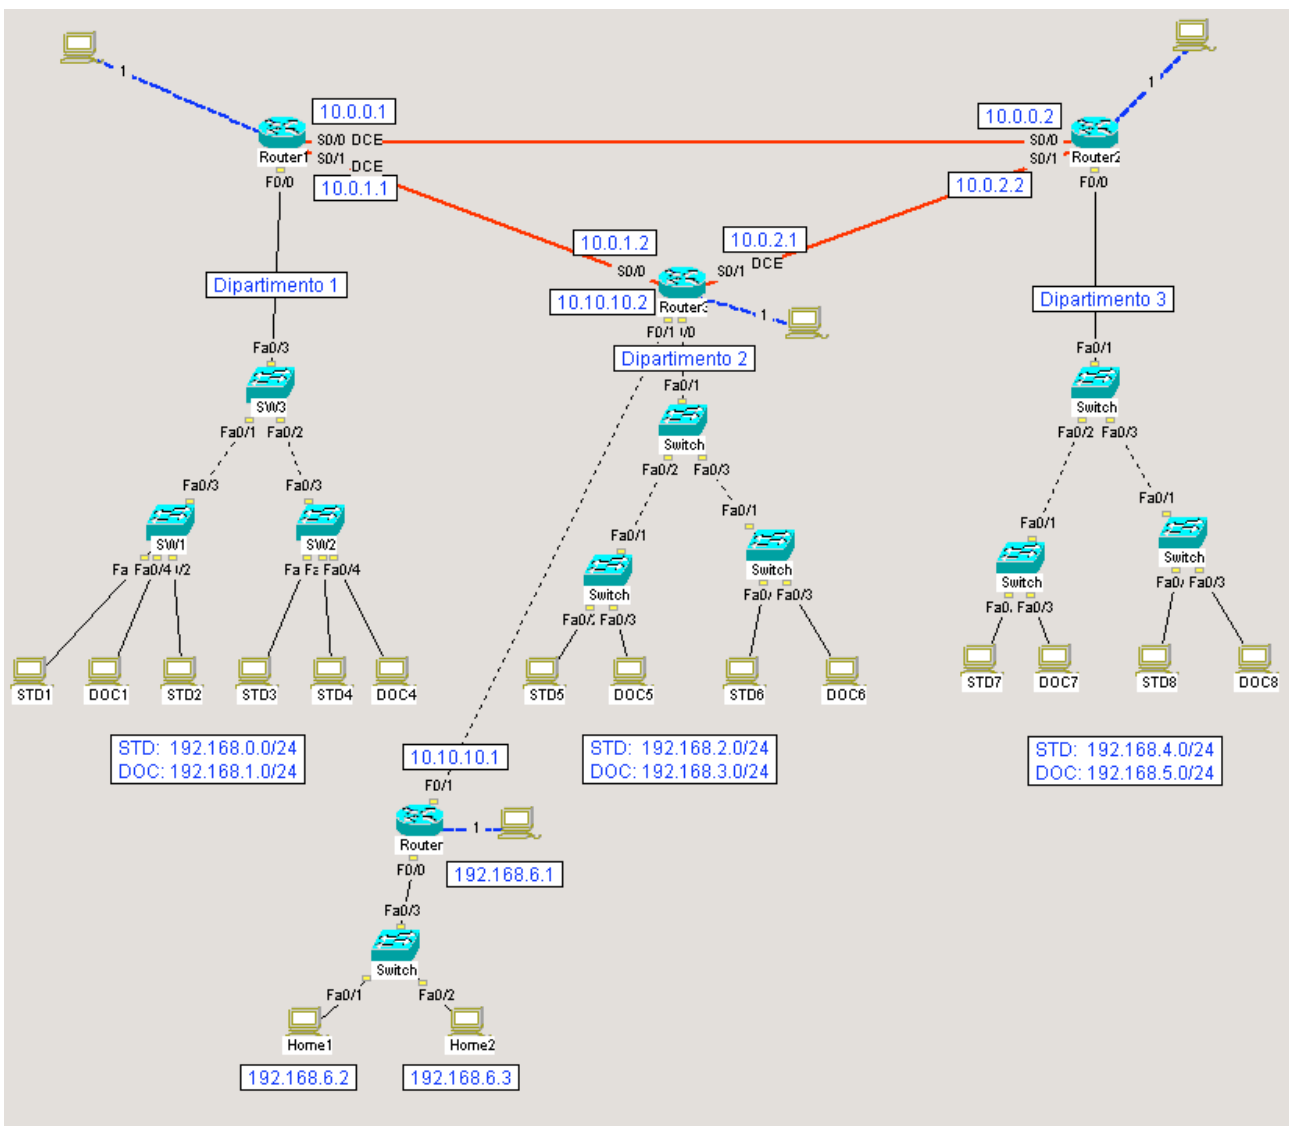 1
1
10.0.0.1
10.0.0.2
S0/0 DCE
S0/0
Router1
S0/1
DCE
S0/1
Router2
F0/0
10.0.1.1
10.0.2.2
F0/0
10.0.1.2
10.0.2.1
DCE
S0/0
S0/1
Dipartimento 1
10.10.10.2
Router3
1
Dipartimento 3
F0/1
Dipartimento 2
Fa0/3
Fa0/1
Fa0/1
SW3
Switch
Fa0/1
Fa0/2
Switch
Fa0/2
Fa0/3
Fa0/2
Fa0/3
Fa0/3
Fa0/3
Fa0/1
Fa0/1
Fa0/1
Fa0/1
SW1
SW2
Switch
Switch
Fa0/4
Fa0/4
Switch
Switch
Fa0/3
Fa0/3
Fa0/3
Fa0/3
STD1
DOC1
STD2
STD3
STD4
DOC4
STD5
DOC5
STD6
DOC6
STD7
DOC7
STD8
DOC8
STD: 192.168.0.0/24
DOC: 192.168.1.0/24
STD: 192.168.2.0/24
DOC: 192.168.3.0/24
STD: 192.168.4.0/24
DOC: 192.168.5.0/24
10.10.10.1
F0/1
1
Router
192.168.6.1
F0/0
Fa0/3
Switch
Fa0/1
Fa0/2
Home1
Home2
192.168.6.2
192.168.6.3